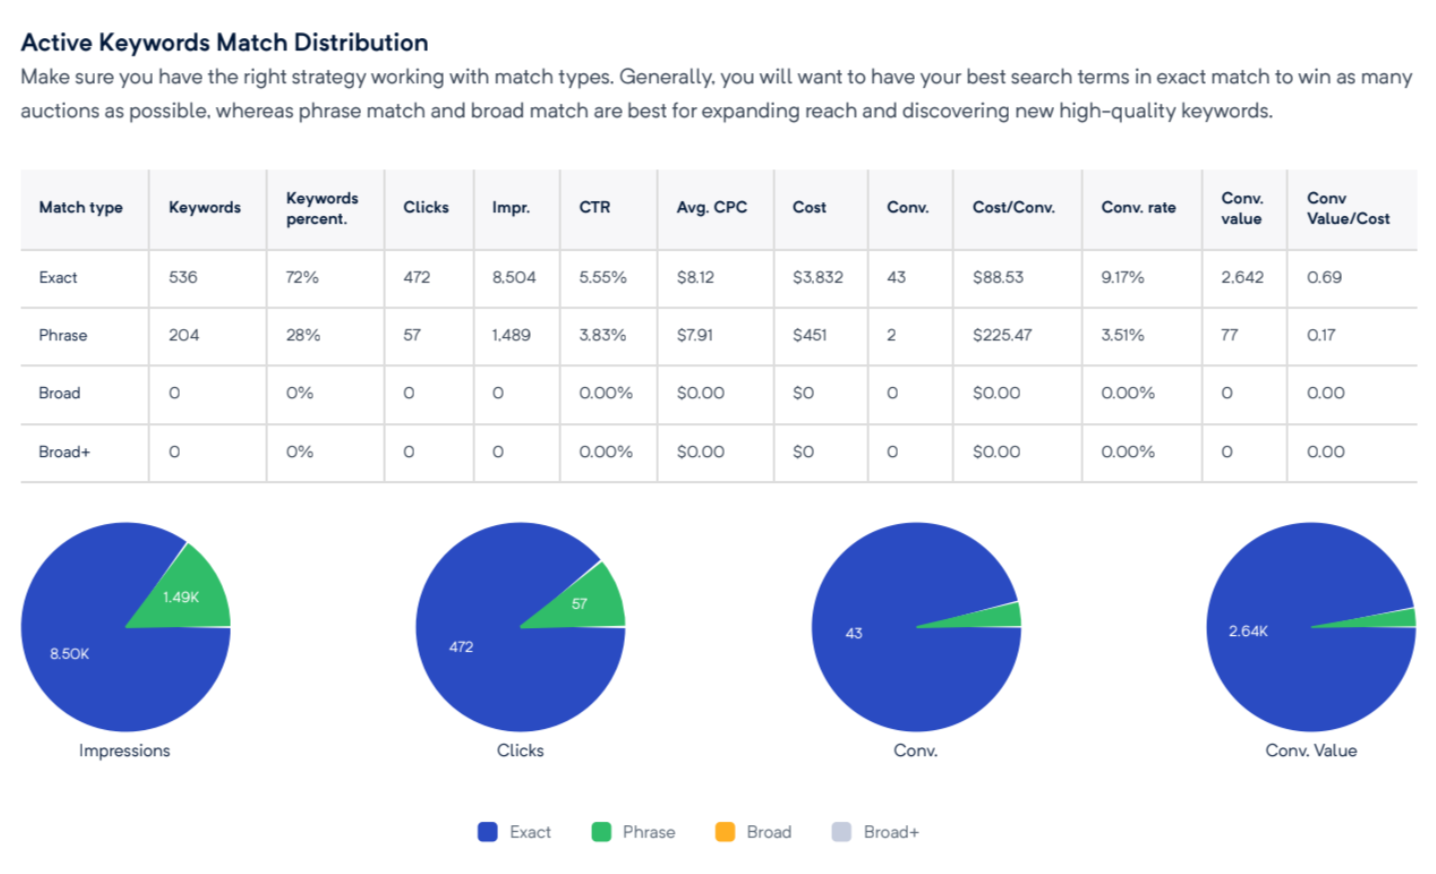 Active Keywords Match Distribution
Make sure you have the right strategy working with match types. Generally, you will want to have your best search terms in exact match to win as many
auctions as possible, whereas phrase match and broad match are best for expanding reach and discovering new high-quality keywords.
Match type Keywords Keywords percent. Clicks Impr. CTR Avg. CPC Cost Conv. Cost/Conv. Conv. rate Conv. value Conv Value/Cost
Exact 536 72% 472 8,504 5.55% $8.12 $3,832 43 $88.53 9.17% 2,642 0.69
Phrase 204 28% 57 1,489 3.83% $7.91 $451 2 $225.47 3.51% 77 0.17
Broad 0 0% 0 0 0.00% $0.00 $0 0 $0.00 0.00% 0 0.00
Broad+ 0 0% 0 0 0.00% $0.00 $0 0 $0.00 0.00% 0 0.00
1.49K
8.50K
Impressions
57
472
Clicks
43
Conv.
2.64K
Conv. Value
Exact Phrase Broad Broad+